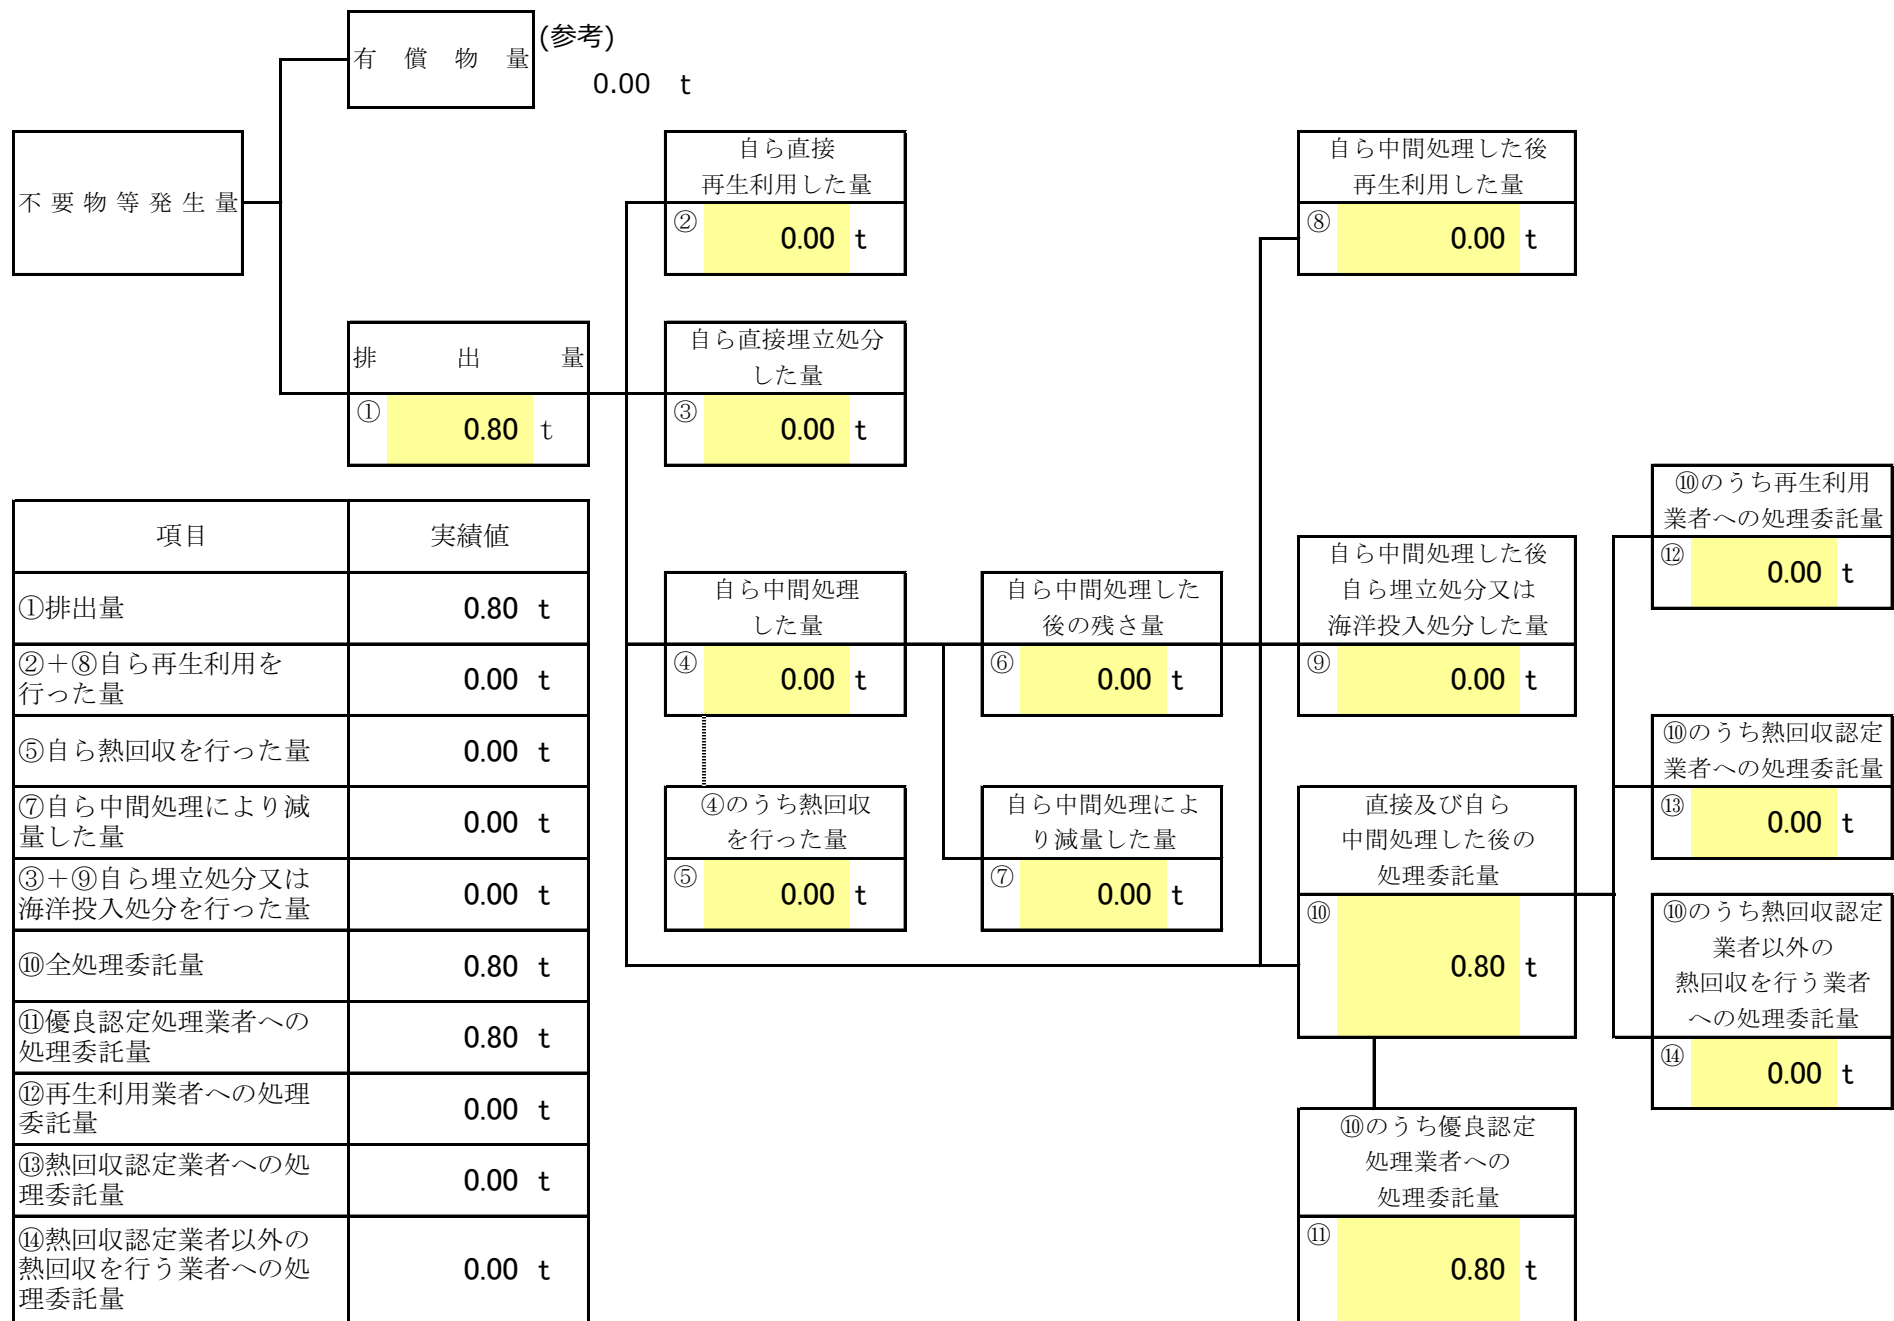 有償物量
(参考)
0.00 t
不要物等発生量
自ら直接
再生利用した量
②
0.00 t
自ら中間処理した後
再生利用した量
⑧
0.00 t
排出量
①
0.80 t
自ら直接埋立処分
した量
③
0.00 t
項目 実績値
①排出量 0.80 t
②+⑧自ら再生利用を
行った量
0.00 t
⑤自ら熱回収を行った量 0.00 t
⑦自ら中間処理により減
量した量
0.00 t
③+⑨自ら埋立処分又は
海洋投入処分を行った量
0.00 t
⑩全処理委託量 0.80 t
⑪優良認定処理業者への
処理委託量
0.80 t
⑫再生利用業者への処理
委託量
0.00 t
⑬熱回収認定業者への処
理委託量
0.00 t
⑭熱回収認定業者以外の
熱回収を行う業者への処
理委託量
0.00 t
自ら中間処理
した量
④
0.00 t
④のうち熱回収
を行った量
⑤
0.00 t
自ら中間処理した
後の残さ量
⑥
0.00 t
自ら中間処理によ
り減量した量
⑦
0.00 t
自ら中間処理した後
自ら埋立処分又は
海洋投入処分した量
⑨
0.00 t
直接及び自ら
中間処理した後の
処理委託量
⑩
0.80 t
⑩のうち優良認定
処理業者への
処理委託量
⑪
0.80 t
⑩のうち再生利用
業者への処理委託量
⑫
0.00 t
⑩のうち熱回収認定
業者への処理委託量
⑬
0.00 t
⑩のうち熱回収認定
業者以外の
熱回収を行う業者
への処理委託量
⑭
0.00 t